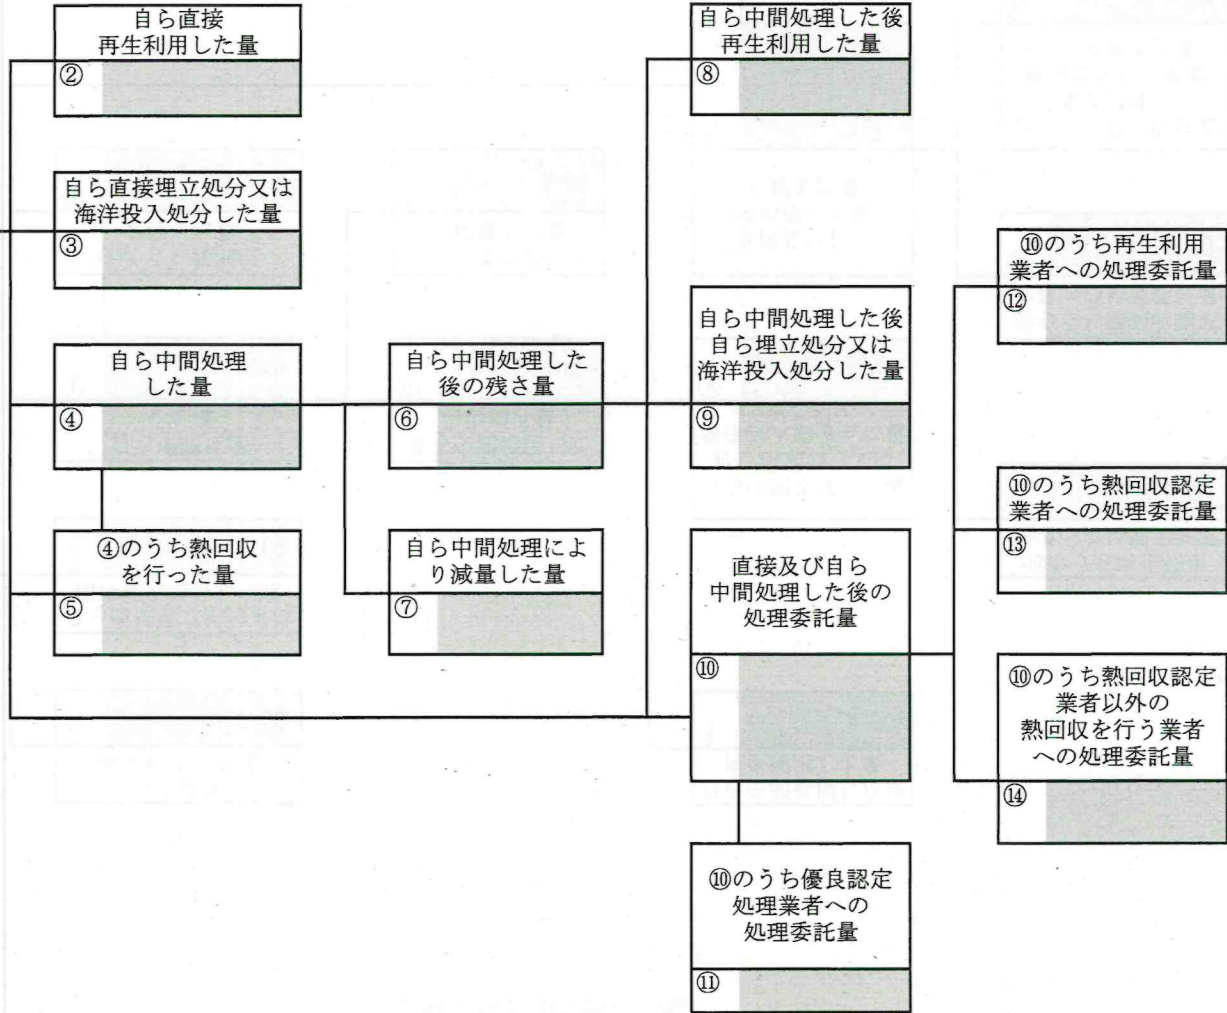 自ら直接
再生利用した量
②
自ら直接埋立処分又は
海洋投入処分した量
③
自ら中間処理
した量
④
④のうち熱回収
を行った量
⑤
自ら中間処理した
後の残さ量
⑥
自ら中間処理によ
り減量した量
⑦
自ら中間処理した後
再生利用した量
⑧
自ら中間処理した後
自ら埋立処分又は
海洋投入処分した量
⑨
直接及び自ら
中間処理した後の
処理委託量
⑩
⑩のうち優良認定
処理業者への
処理委託量
⑪
⑩のうち再生利用
業者への処理委託量
⑫
⑩のうち熱回収認定
業者への処理委託量
⑬
⑩のうち熱回収認定
業者以外の
熱回収を行う業者
への処理委託量
⑭